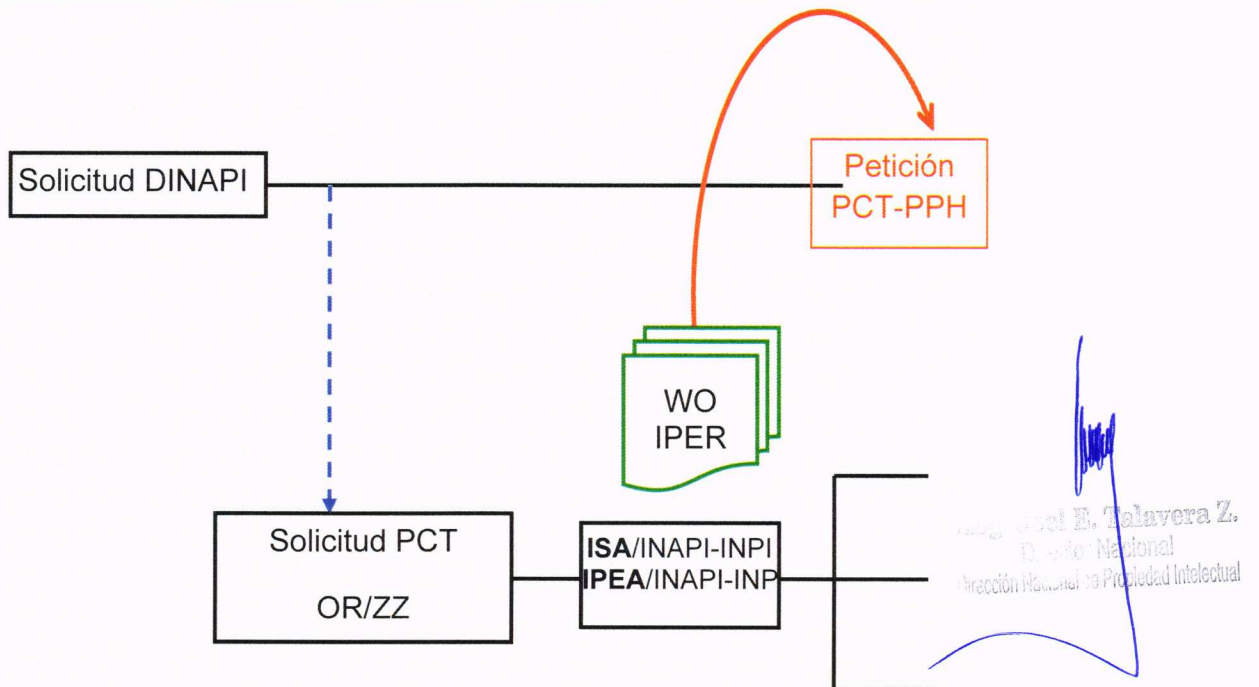 Solicitud DINAPI
Petición
PCT-PPH
WO
IPER
Solicitud PCT
OR/ZZ
ISA/INAPI-INPI
IPEA/INAPI-INP
E. Talavera Z.
Nacional
Dirección Nacional de Propiedad Intelectual